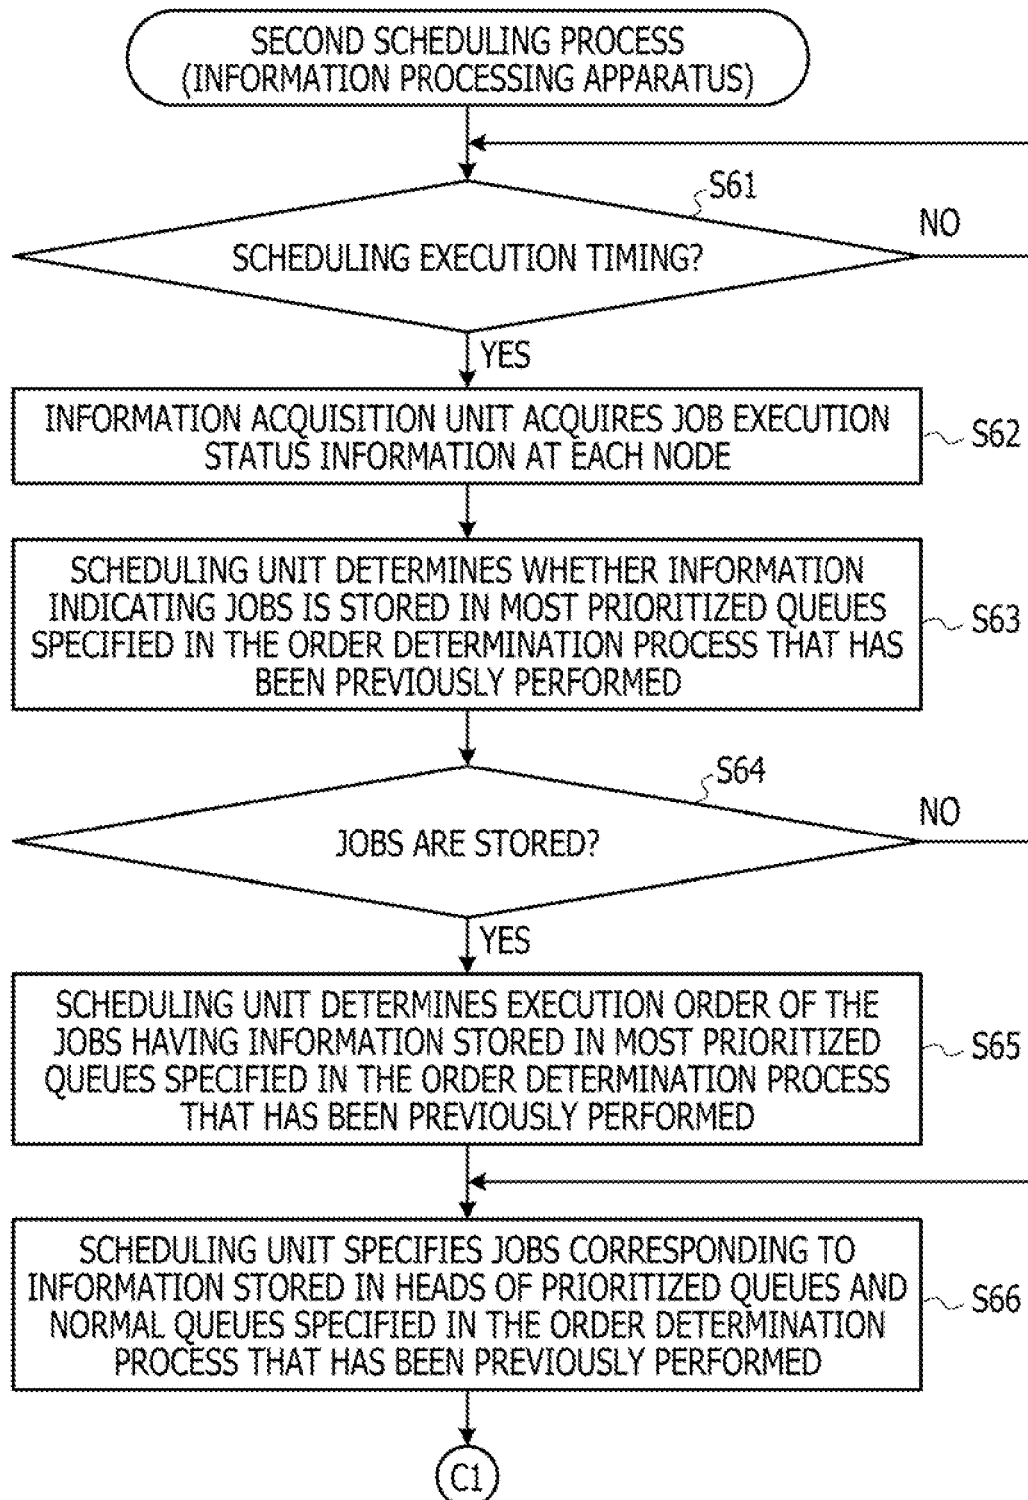 SECOND SCHEDULING PROCESS
(INFORMATION PROCESSING APPARATUS)
S61
NO
SCHEDULING EXECUTION TIMING?
YES
INFORMATION ACQUISITION UNIT ACQUIRES JOB EXECUTION
STATUS INFORMATION AT EACH NODE
S62
SCHEDULING UNIT DETERMINES WHETHER INFORMATION
INDICATING JOBS IS STORED IN MOST PRIORITIZED QUEUES
SPECIFIED IN THE ORDER DETERMINATION PROCESS THAT HAS
BEEN PREVIOUSLY PERFORMED
S63
S64
NO
JOBS ARE STORED?
YES
SCHEDULING UNIT DETERMINES EXECUTION ORDER OF THE
JOBS HAVING INFORMATION STORED IN MOST PRIORITIZED
QUEUES SPECIFIED IN THE ORDER DETERMINATION PROCESS
THAT HAS BEEN PREVIOUSLY PERFORMED
S65
SCHEDULING UNIT SPECIFIES JOBS CORRESPONDING TO
INFORMATION STORED IN HEADS OF PRIORITIZED QUEUES AND
NORMAL QUEUES SPECIFIED IN THE ORDER DETERMINATION
PROCESS THAT HAS BEEN PREVIOUSLY PERFORMED
S66
C1